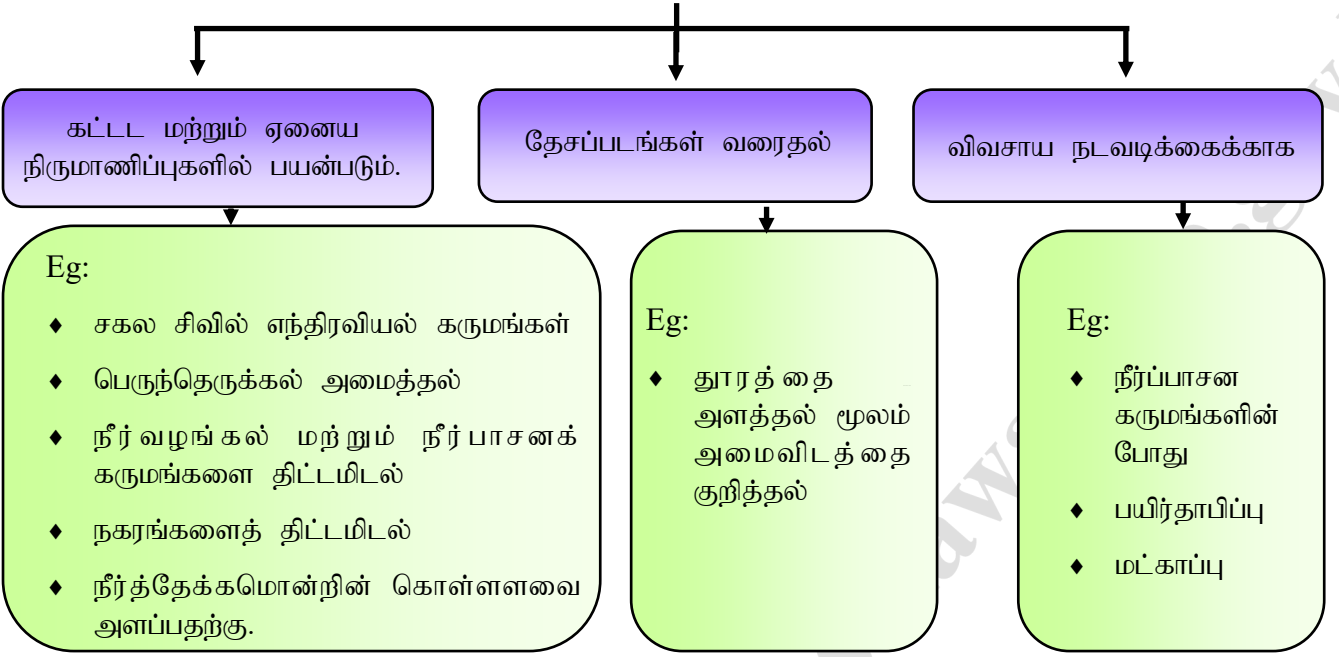 கட்டட மற்றும் ஏனைய
நிருமாணிப்புகளில் பயன்படும்.
தேசப்படங்கள் வரைதல்
விவசாய நடவடிக்கைக்காக
Eg:
♦ சகல சிவில் எந்திரவியல் கருமங்கள்
♦ பெருந்தெருக்கல் அமைத்தல்
♦ நீர்வழங்கல் மற்றும் நீர்பாசனக்
கருமங்களை திட்டமிடல்
♦ நகரங்களைத் திட்டமிடல்
♦ நீர்த்தேக்கமொன்றின் கொள்ளளவை
அளப்பதற்கு.
Eg:
♦ தூரத்தை
அளத்தல் மூலம்
அமைவிடத்தை
குறித்தல்
Eg:
♦ நீர்ப்பாசன
கருமங்களின்
போது
♦ பயிர்தாபிப்பு
♦ மட்காப்பு